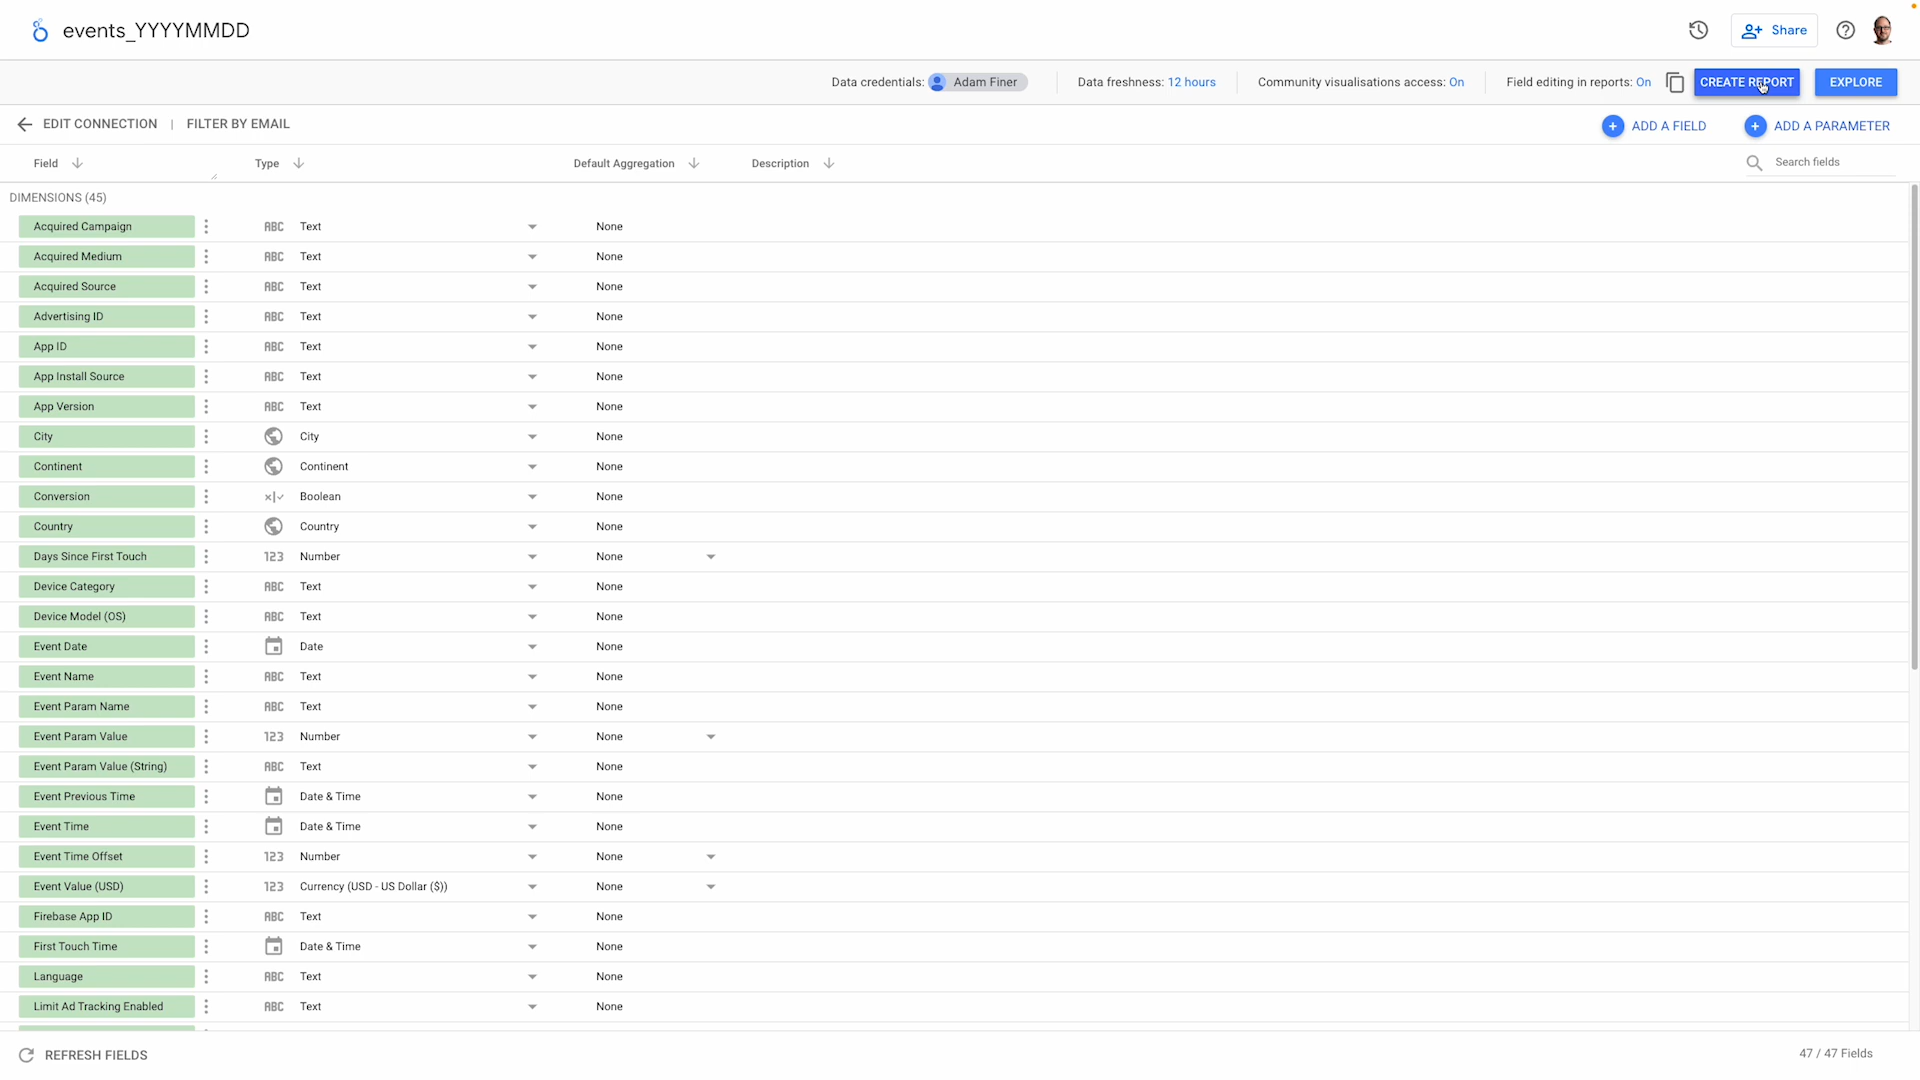 events_YYYYMMDD
Share
Data credentials: Adam Finer
Data freshness: 12 hours
Community visualisations access: On
Field editing in reports: On
CREATE REPORT
EXPLORE
EDIT CONNECTION | FILTER BY EMAIL
ADD A FIELD
ADD A PARAMETER
Field Type Default Aggregation Description
Search fields
DIMENSIONS (45)
Acquired Campaign ABC Text None
Acquired Medium ABC Text None
Acquired Source ABC Text None
Advertising ID ABC Text None
App ID ABC Text None
App Install Source ABC Text None
App Version ABC Text None
City City None
Continent Continent None
Conversion Boolean None
Country Country None
Days Since First Touch 123 Number None
Device Category ABC Text None
Device Model (OS) ABC Text None
Event Date Date None
Event Name ABC Text None
Event Param Name ABC Text None
Event Param Value 123 Number None
Event Param Value (String) ABC Text None
Event Previous Time Date & Time None
Event Time Date & Time None
Event Time Offset 123 Number None
Event Value (USD) 123 Currency (USD - US Dollar ($)) None
Firebase App ID ABC Text None
First Touch Time Date & Time None
Language ABC Text None
Limit Ad Tracking Enabled ABC Text None
REFRESH FIELDS
47 / 47 Fields